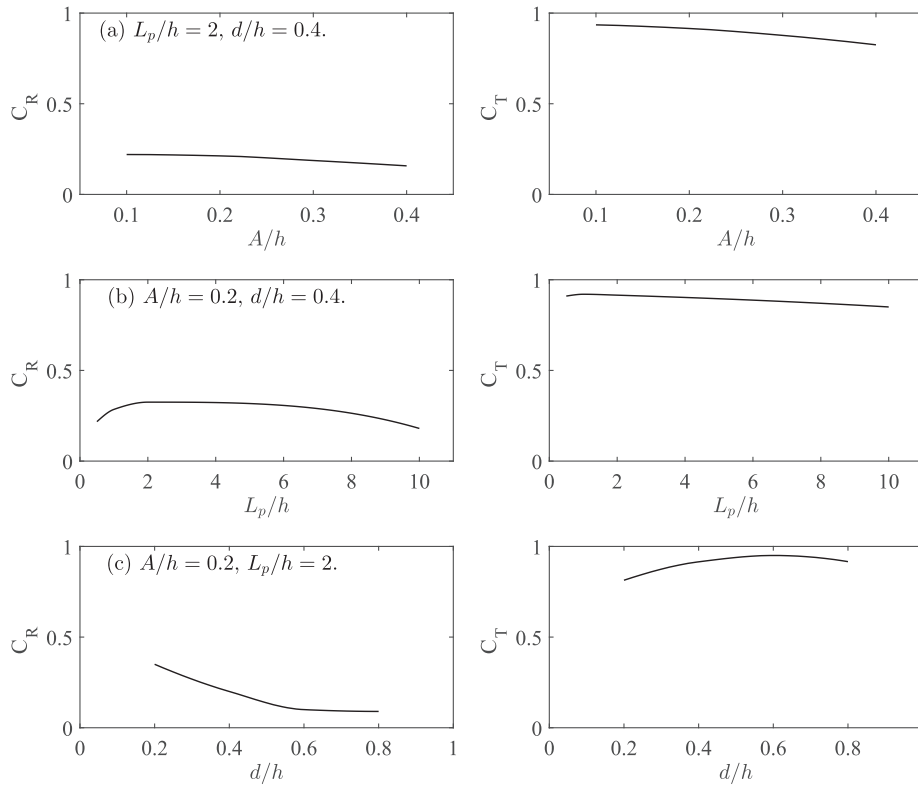 1
(a) L_p/h = 2, d/h = 0.4.
C_R
0.5
0
0.1 0.2 0.3 0.4
A/h
1
C_T
0.5
0
0.1 0.2 0.3 0.4
A/h
1
(b) A/h = 0.2, d/h = 0.4.
C_R
0.5
0
0 2 4 6 8 10
L_p/h
1
C_T
0.5
0
0 2 4 6 8 10
L_p/h
1
(c) A/h = 0.2, L_p/h = 2.
C_R
0.5
0
0 0.2 0.4 0.6 0.8 1
d/h
1
C_T
0.5
0
0 0.2 0.4 0.6 0.8
d/h